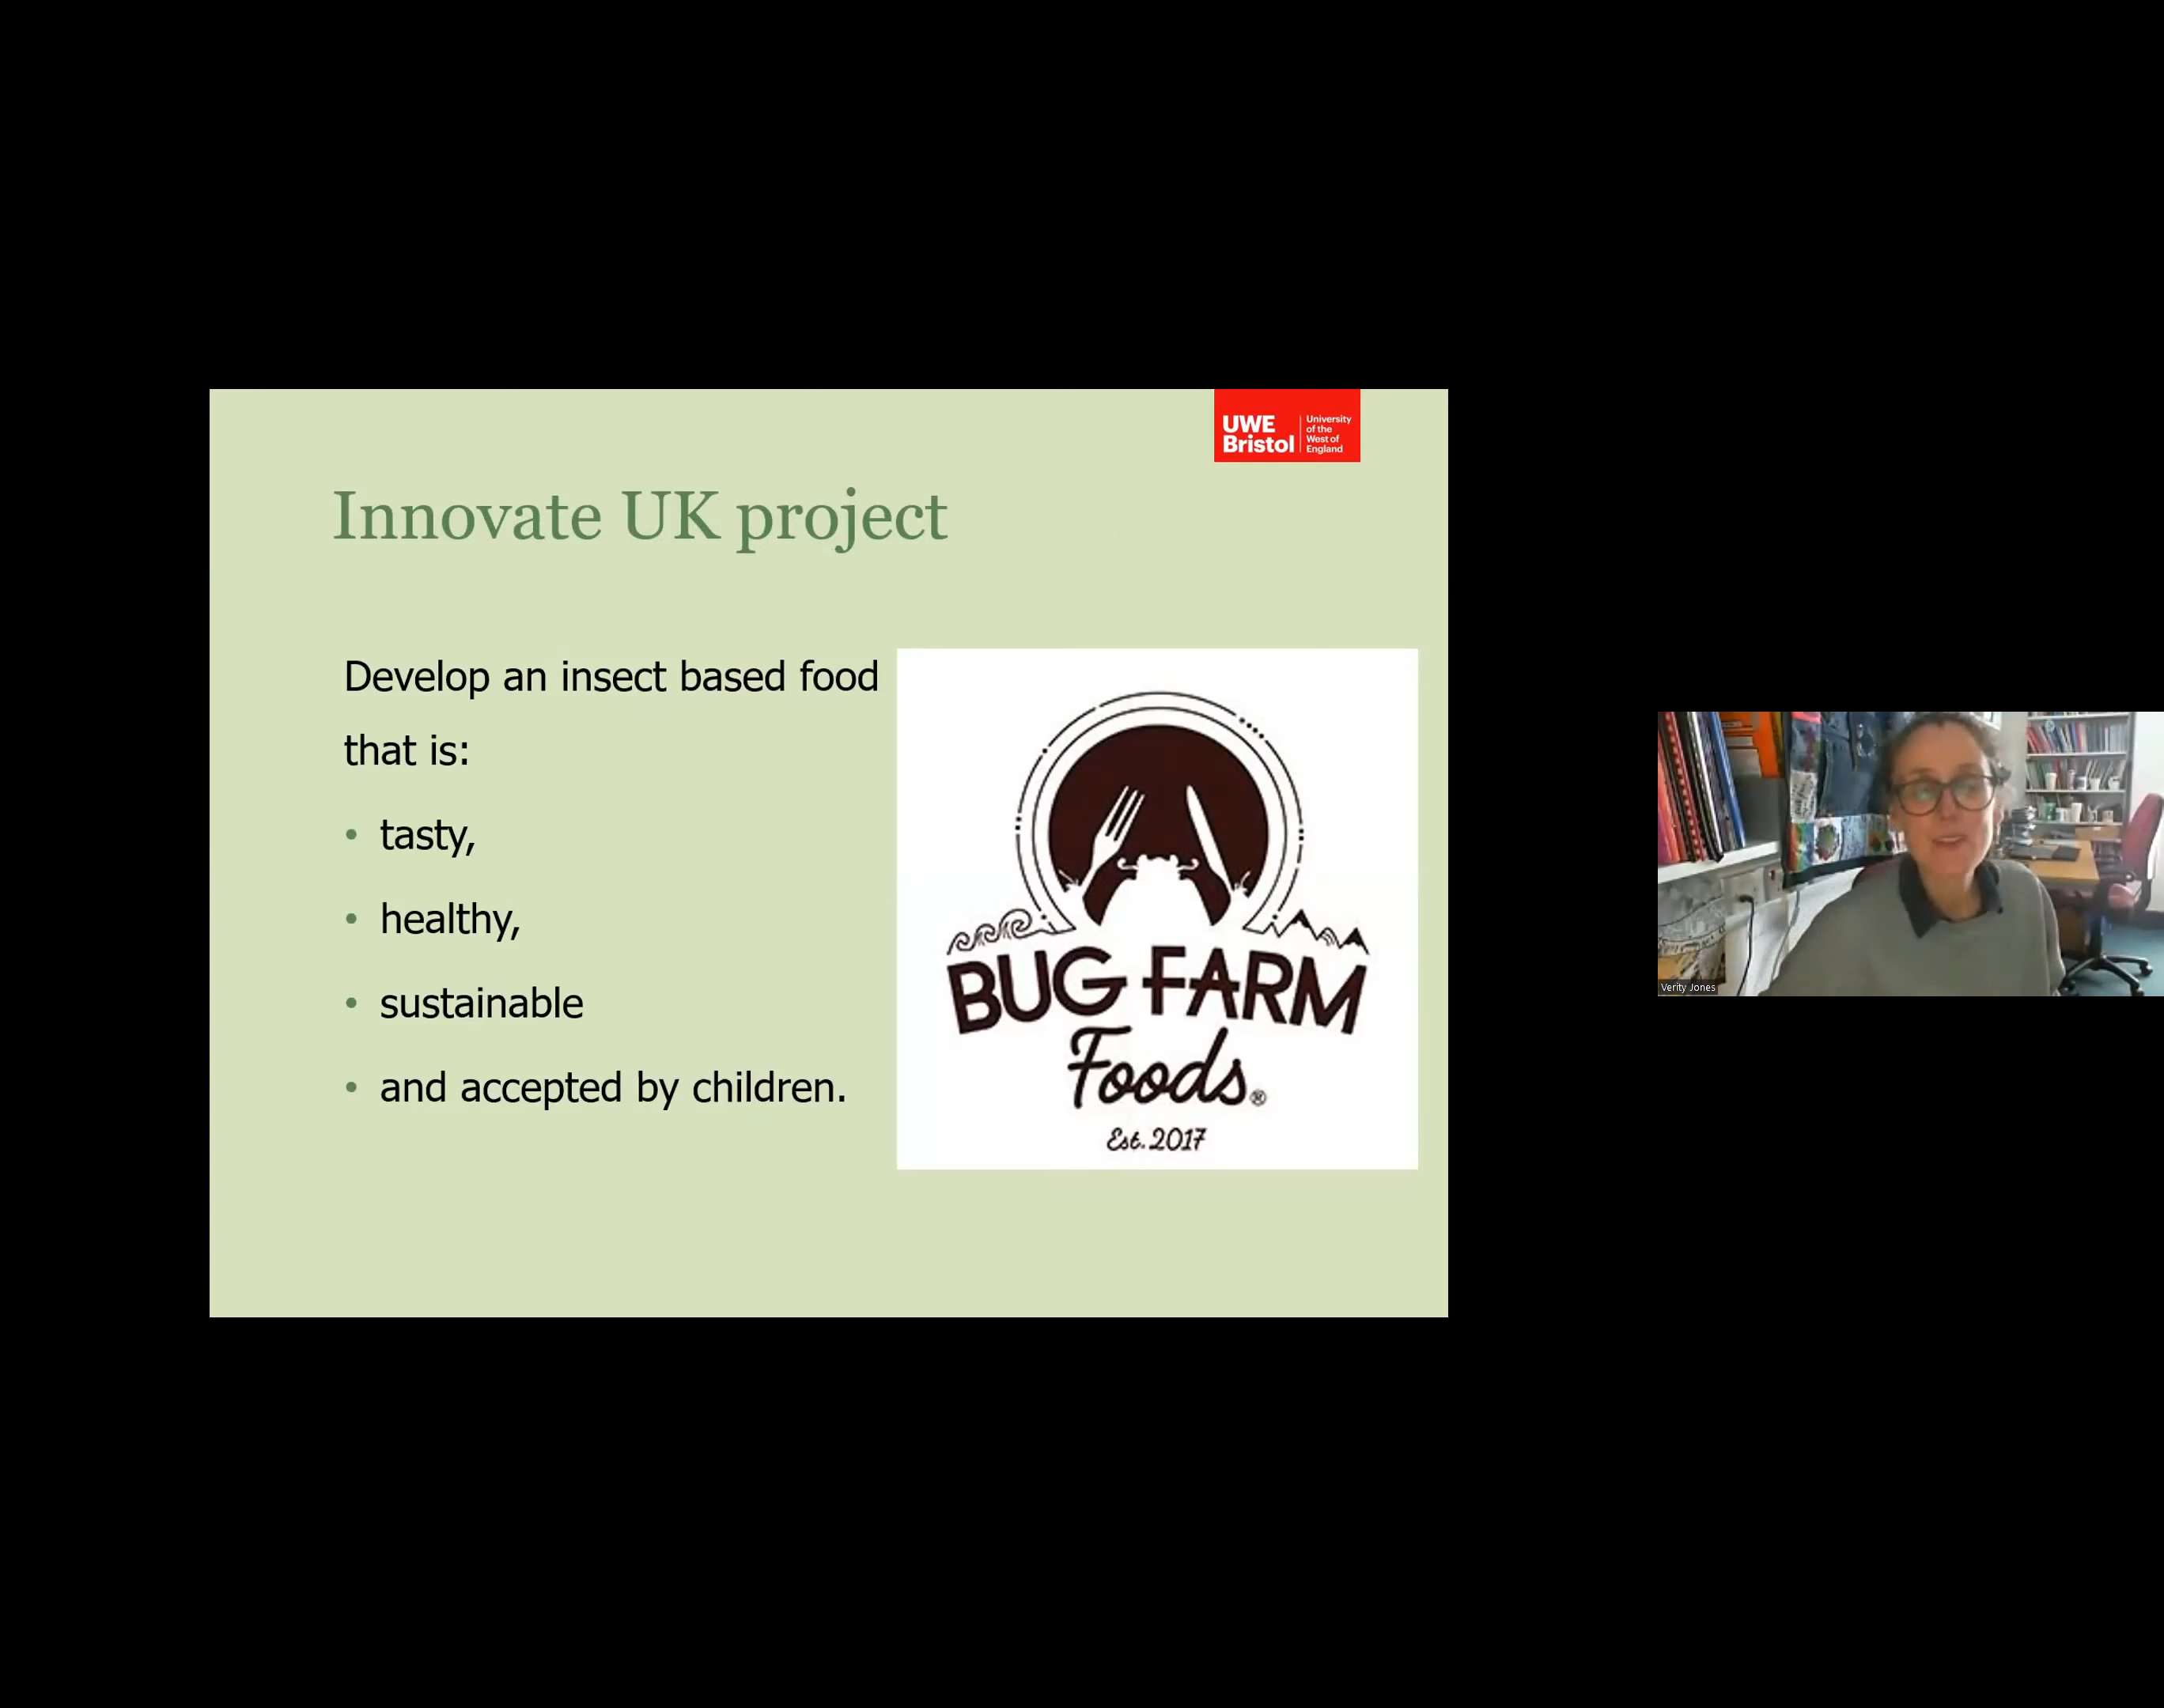 UWE
Bristol
University
of the
West of
England
Innovate UK project
Develop an insect based food
that is:
• tasty,
• healthy,
• sustainable
• and accepted by children.
BUG FARM
Foods®
Est. 2017
Verity Jones